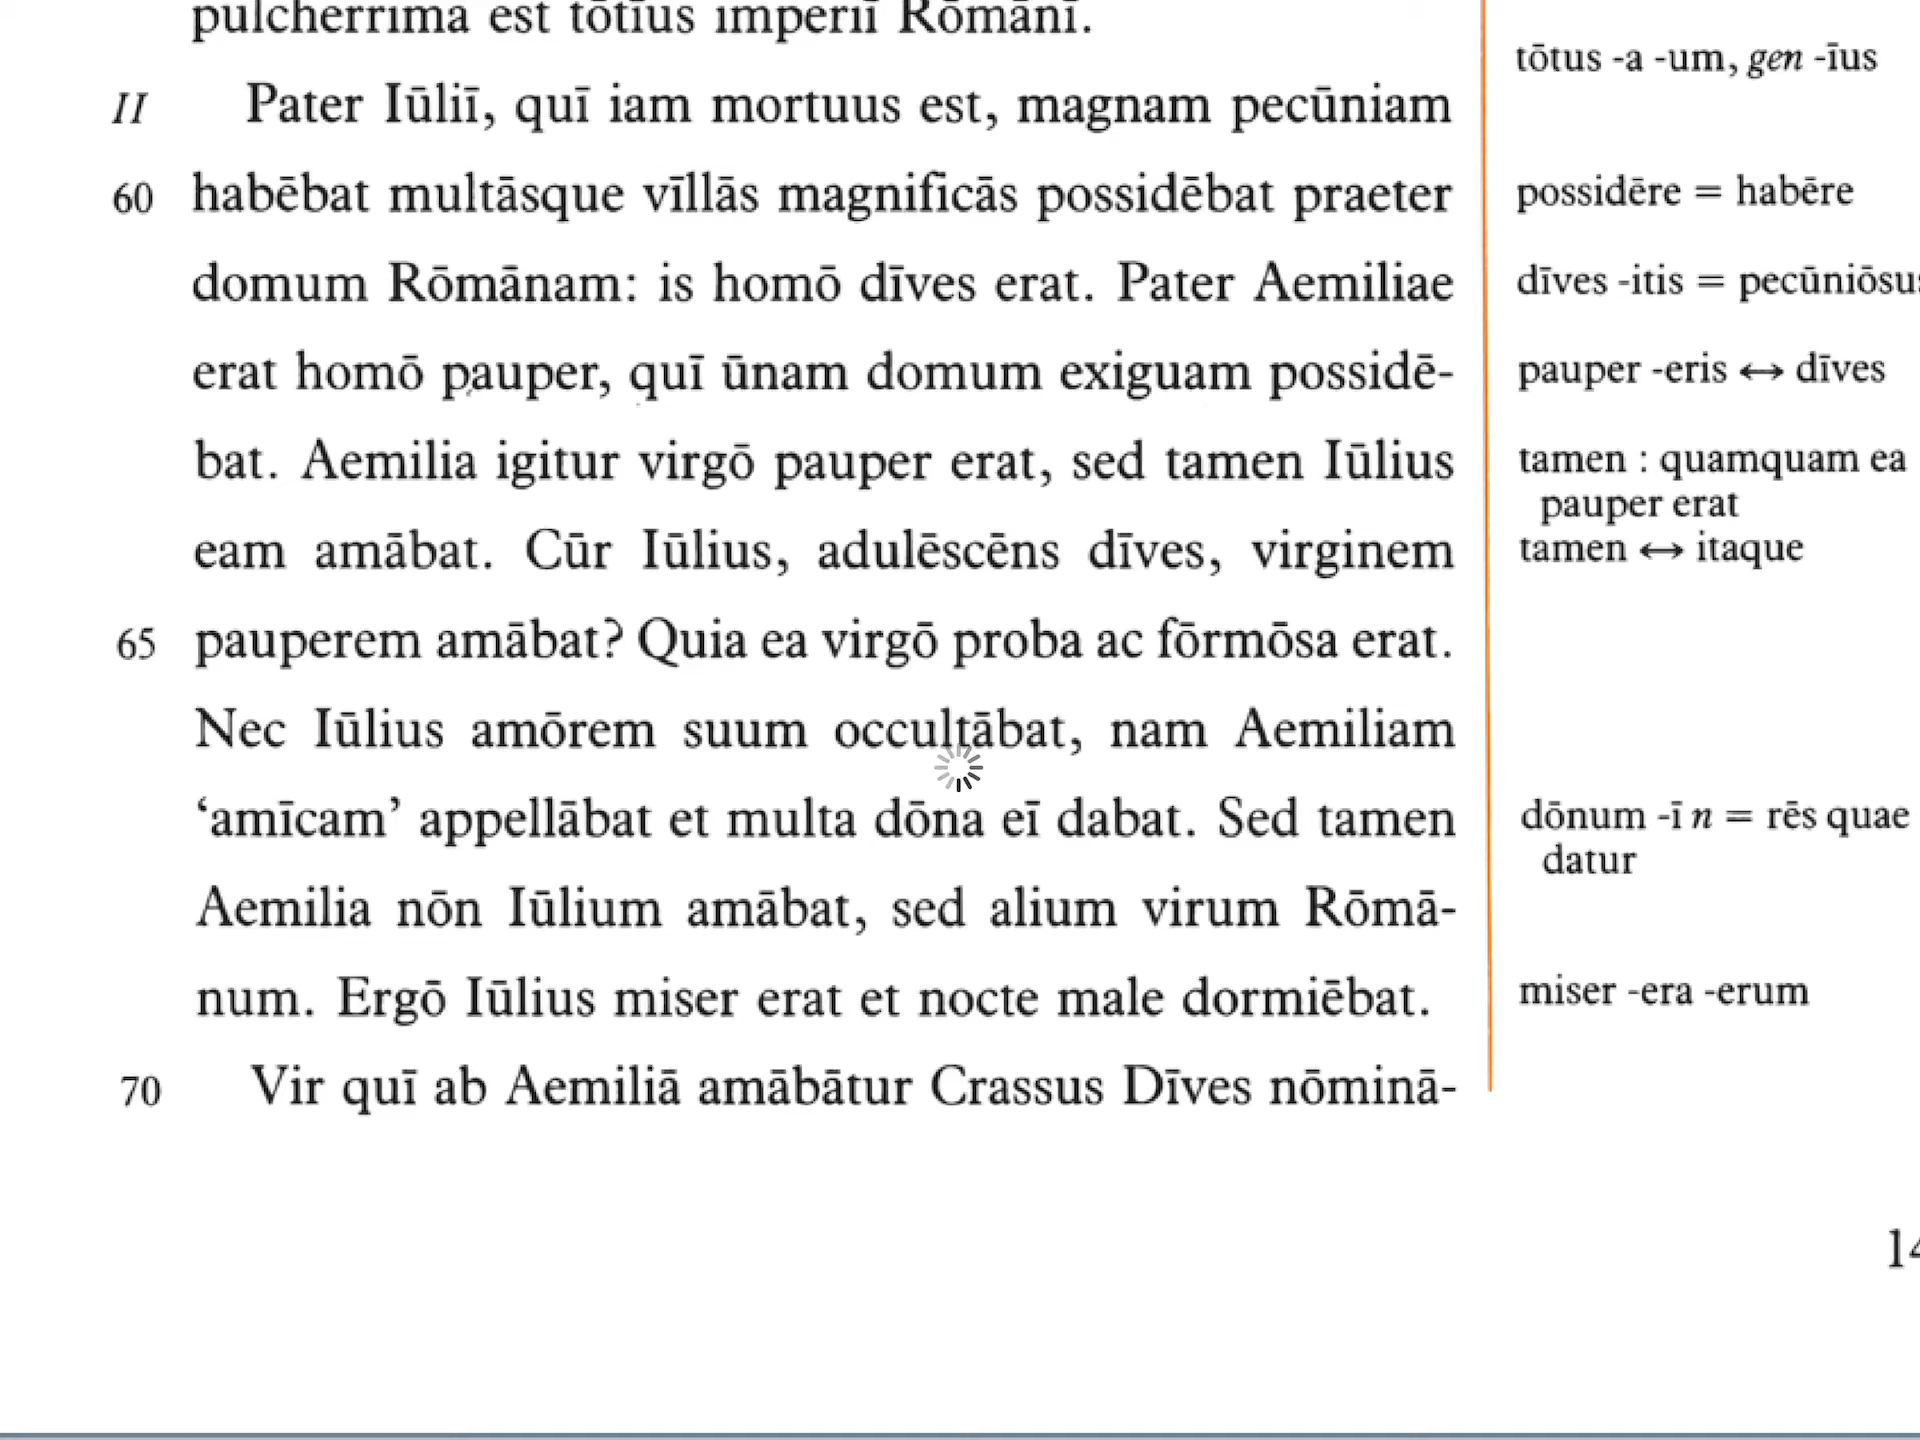 pulcherrima est tōtīus imperiī Rōmānī.
tōtus -a -um, gen -īus
II Pater Iūliī, quī iam mortuus est, magnam pecūniam
60 habēbat multāsque vīllās magnificās possidēbat praeter
possidēre = habēre
domum Rōmānam: is homō dīves erat. Pater Aemiliae
dīves -itis = pecūniōsus
erat homō pauper, quī ūnam domum exiguam possidē-
pauper -eris ↔ dīves
bat. Aemilia igitur virgō pauper erat, sed tamen Iūlius
tamen : quamquam ea
pauper erat
eam amābat. Cūr Iūlius, adulēscēns dīves, virginem
tamen ↔ itaque
65 pauperem amābat? Quia ea virgō proba ac fōrmōsa erat.
Nec Iūlius amōrem suum occultābat, nam Aemiliam
‘amīcam’ appellābat et multa dōna eī dabat. Sed tamen
dōnum -ī n = rēs quae
datur
Aemilia nōn Iūlium amābat, sed alium virum Rōmā-
num. Ergō Iūlius miser erat et nocte male dormiēbat.
miser -era -erum
70 Vir quī ab Aemiliā amābātur Crassus Dīves nōminā-
14